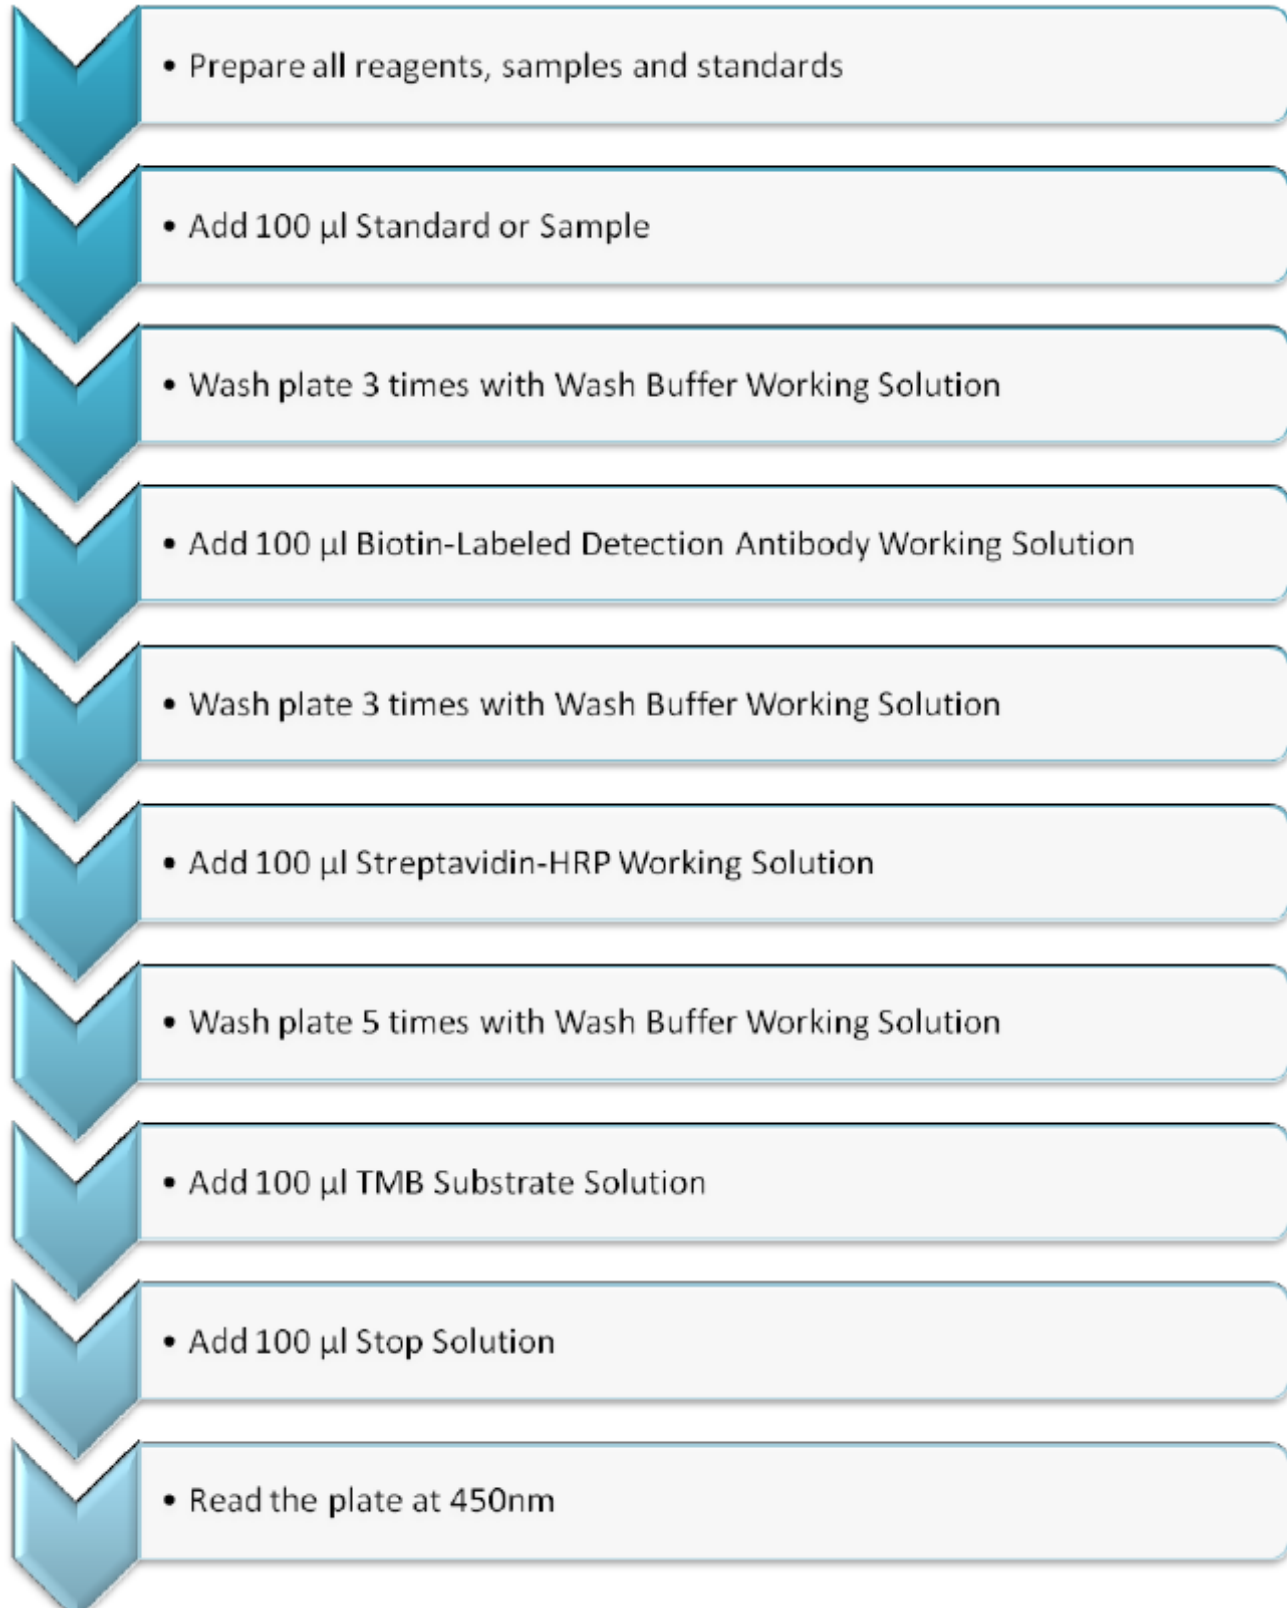 • Prepare all reagents, samples and standards
• Add 100 µl Standard or Sample
• Wash plate 3 times with Wash Buffer Working Solution
• Add 100 µl Biotin-Labeled Detection Antibody Working Solution
• Wash plate 3 times with Wash Buffer Working Solution
• Add 100 µl Streptavidin-HRP Working Solution
• Wash plate 5 times with Wash Buffer Working Solution
• Add 100 µl TMB Substrate Solution
• Add 100 µl Stop Solution
• Read the plate at 450nm